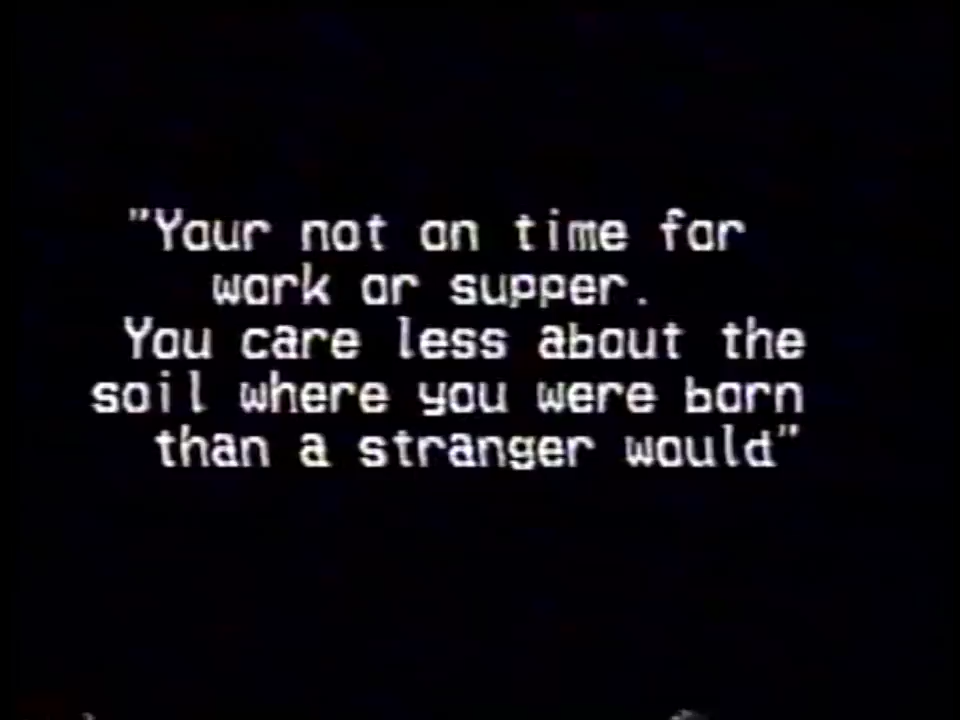 "Your not on time for
work or supper.
You care less about the
soil where you were born
than a stranger would"